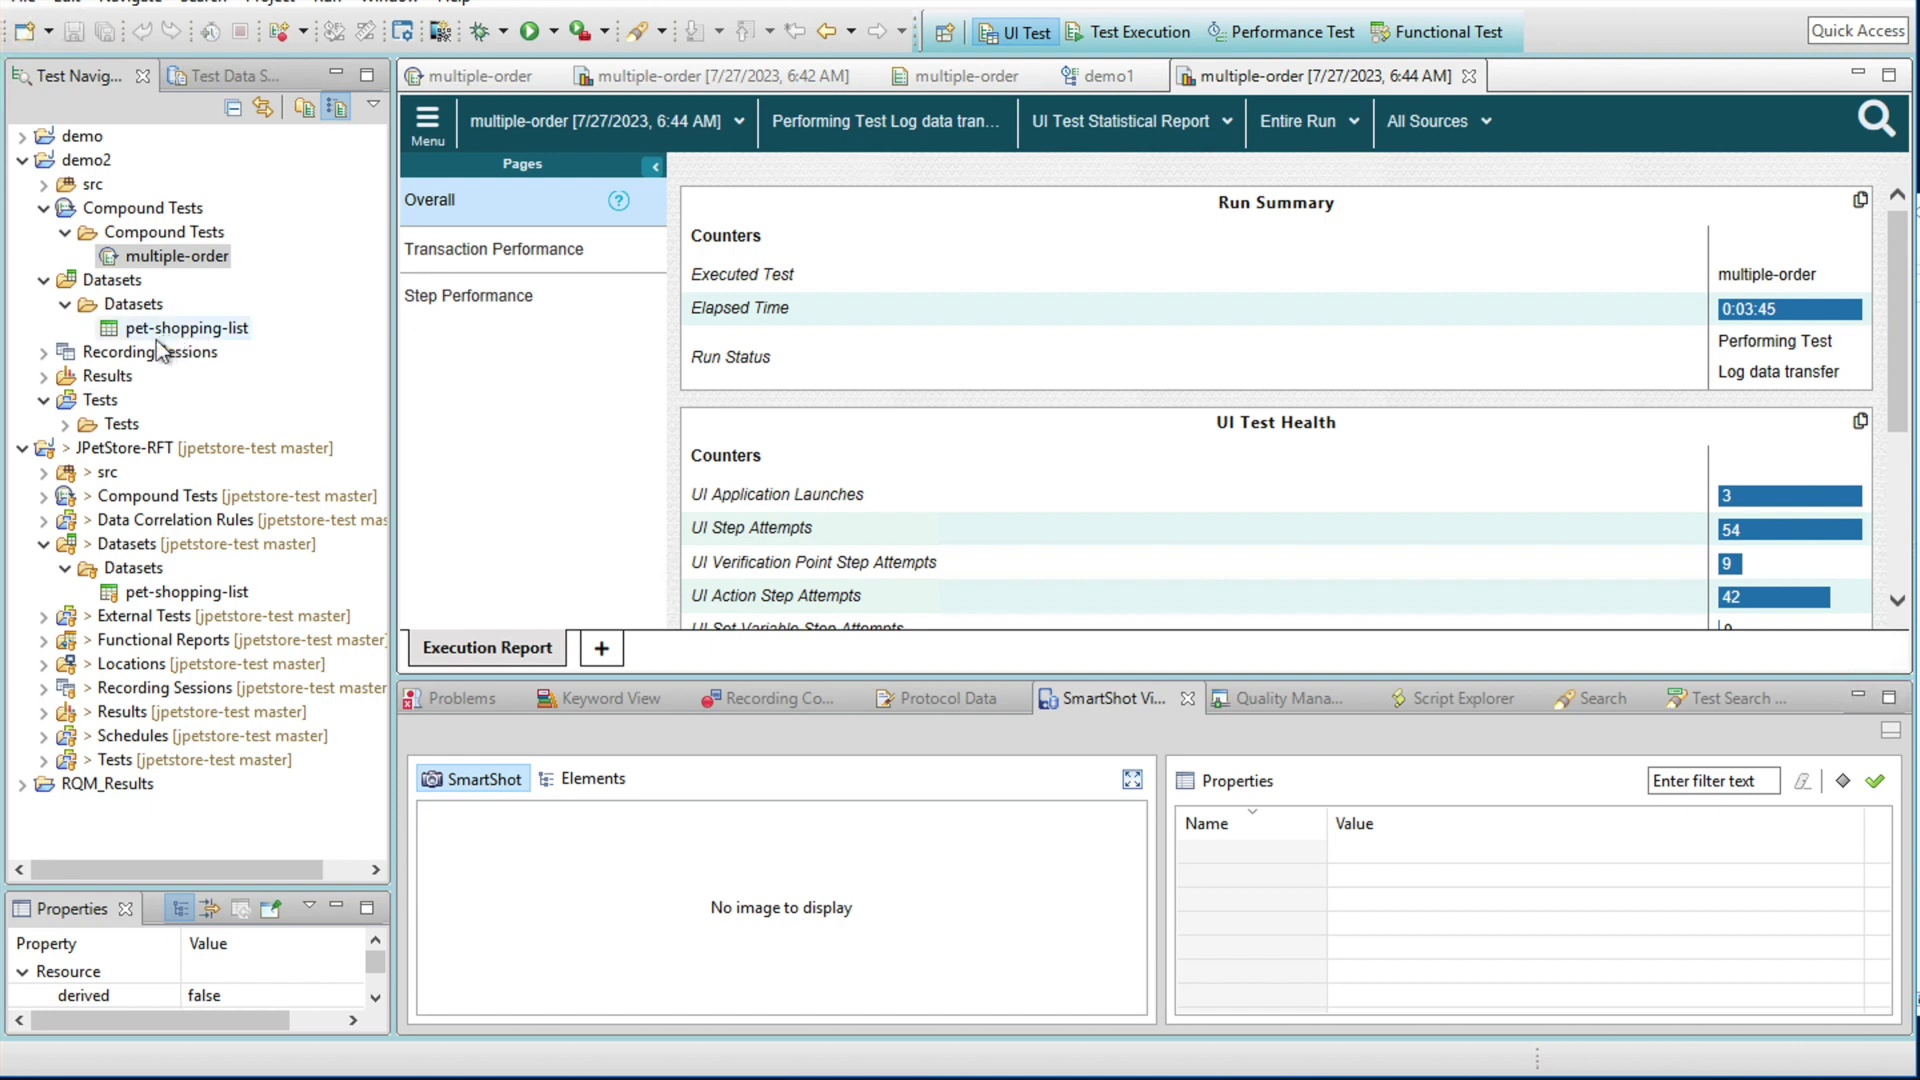 UI Test Test Execution Performance Test Functional Test Quick Access
Test Navig... Test Data S...
demo
demo2
src
Compound Tests
Compound Tests
multiple-order
Datasets
Datasets
pet-shopping-list
Recording Sessions
Results
Tests
Tests
> JPetStore-RFT [jpetstore-test master]
> src
> Compound Tests [jpetstore-test master]
> Data Correlation Rules [jpetstore-test mas
> Datasets [jpetstore-test master]
Datasets
pet-shopping-list
> External Tests [jpetstore-test master]
> Functional Reports [jpetstore-test master]
> Locations [jpetstore-test master]
> Recording Sessions [jpetstore-test master
> Results [jpetstore-test master]
> Schedules [jpetstore-test master]
> Tests [jpetstore-test master]
RQM_Results
Properties
Property Value
Resource
derived false
multiple-order multiple-order [7/27/2023, 6:42 AM] multiple-order demo1 multiple-order [7/27/2023, 6:44 AM]
Menu multiple-order [7/27/2023, 6:44 AM] Performing Test Log data tran... UI Test Statistical Report Entire Run All Sources
Pages
Overall ?
Transaction Performance
Step Performance
Run Summary
Counters
Executed Test multiple-order
Elapsed Time 0:03:45
Run Status Performing Test
Log data transfer
UI Test Health
Counters
UI Application Launches 3
UI Step Attempts 54
UI Verification Point Step Attempts 9
UI Action Step Attempts 42
UI Set Variable Step Attempts 0
Execution Report +
Problems Keyword View Recording Co... Protocol Data SmartShot Vi... Quality Mana... Script Explorer Search Test Search ...
SmartShot Elements
No image to display
Properties Enter filter text
Name Value